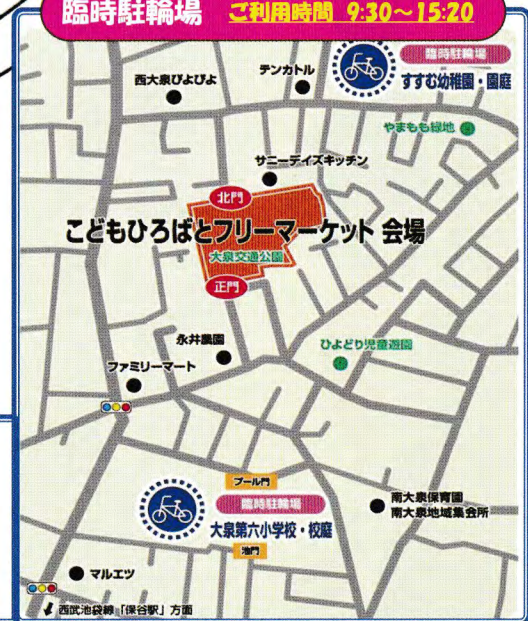 臨時駐輪場 ご利用時間 9:30～15:20
臨時駐輪場
すすむ幼稚園・園庭
テンカトル
西大泉ぴよぴよ
やまもも緑地
サニーデイズキッチン
北門
こどもひろばとフリーマーケット 会場
大泉交通公園
正門
永井農園
ひよどり児童遊園
ファミリーマート
プール門
臨時駐輪場
大泉第六小学校・校庭
池門
南大泉保育園
南大泉地域集会所
マルエツ
西武池袋線「保谷駅」方面